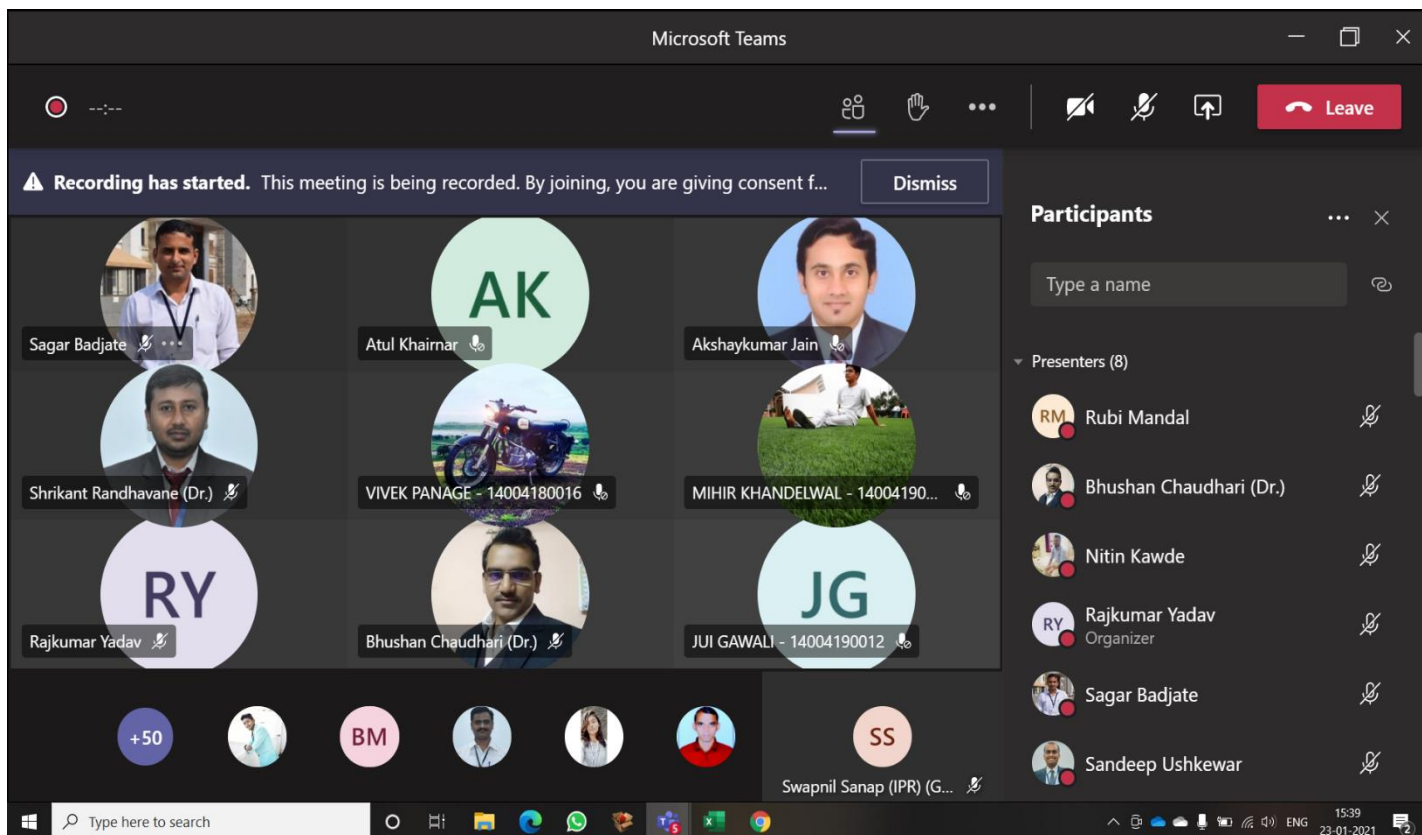 Microsoft Teams
--:--
Leave
Recording has started. This meeting is being recorded. By joining, you are giving consent f...
Dismiss
Sagar Badjate
AK
Atul Khairnar
Akshaykumar Jain
Shrikant Randhavane (Dr.)
VIVEK PANAGE - 14004180016
MIHIR KHANDELWAL - 14004190...
RY
Rajkumar Yadav
Bhushan Chaudhari (Dr.)
JG
JUI GAWALI - 14004190012
+50
BM
SS
Swapnil Sanap (IPR) (G...
Participants
Type a name
Presenters (8)
RM
Rubi Mandal
Bhushan Chaudhari (Dr.)
Nitin Kawde
RY
Rajkumar Yadav
Organizer
Sagar Badjate
Sandeep Ushkewar
Type here to search
5
ENG
15:39
23-01-2021
2